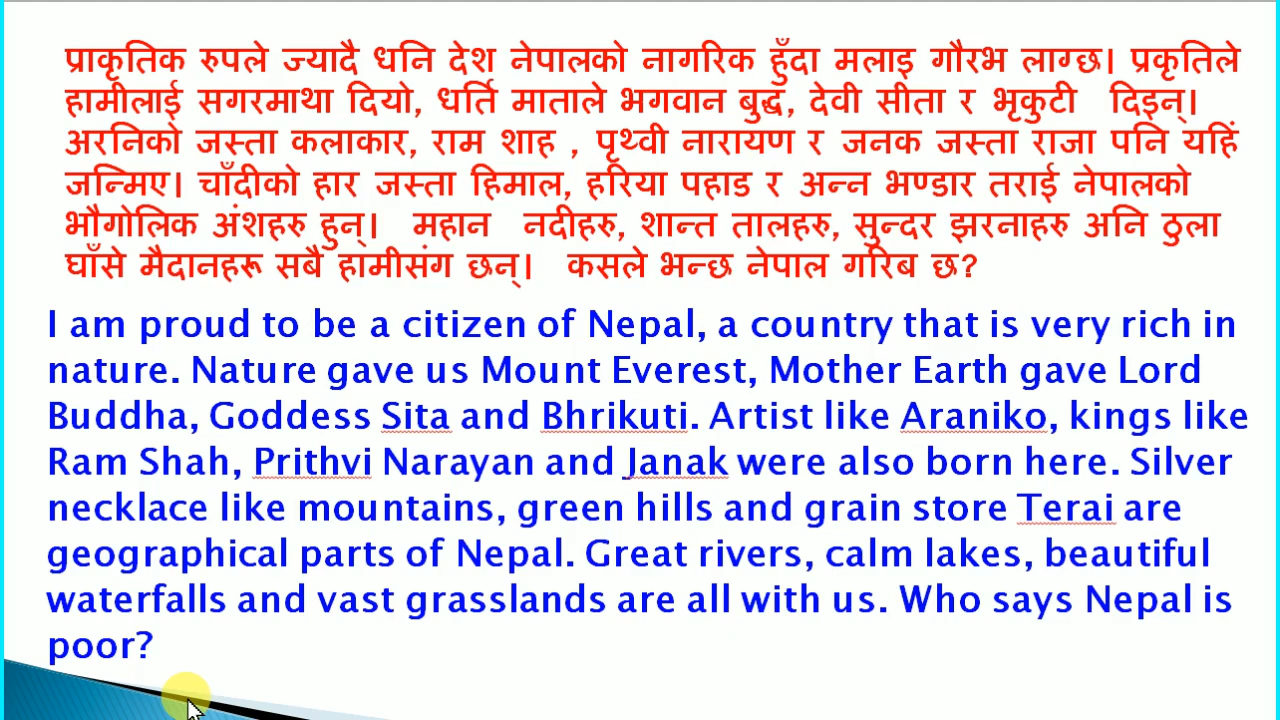 प्राकृतिक रुपले ज्यादै धनि देश नेपालको नागरिक हुँदा मलाइ गौरभ लाग्छ। प्रकृतिले
हामीलाई सगरमाथा दियो, धर्ति माताले भगवान बुद्ध, देवी सीता र भृकुटी दिइन्।
अरनिको जस्ता कलाकार, राम शाह , पृथ्वी नारायण र जनक जस्ता राजा पनि यहिं
जन्मिए। चाँदीको हार जस्ता हिमाल, हरिया पहाड र अन्न भण्डार तराई नेपालको
भौगोलिक अंशहरु हुन्। महान नदीहरु, शान्त तालहरु, सुन्दर झरनाहरु अनि ठुला
घाँसे मैदानहरू सबै हामीसंग छन्। कसले भन्छ नेपाल गरिब छ?
I am proud to be a citizen of Nepal, a country that is very rich in
nature. Nature gave us Mount Everest, Mother Earth gave Lord
Buddha, Goddess Sita and Bhrikuti. Artist like Araniko, kings like
Ram Shah, Prithvi Narayan and Janak were also born here. Silver
necklace like mountains, green hills and grain store Terai are
geographical parts of Nepal. Great rivers, calm lakes, beautiful
waterfalls and vast grasslands are all with us. Who says Nepal is
poor?